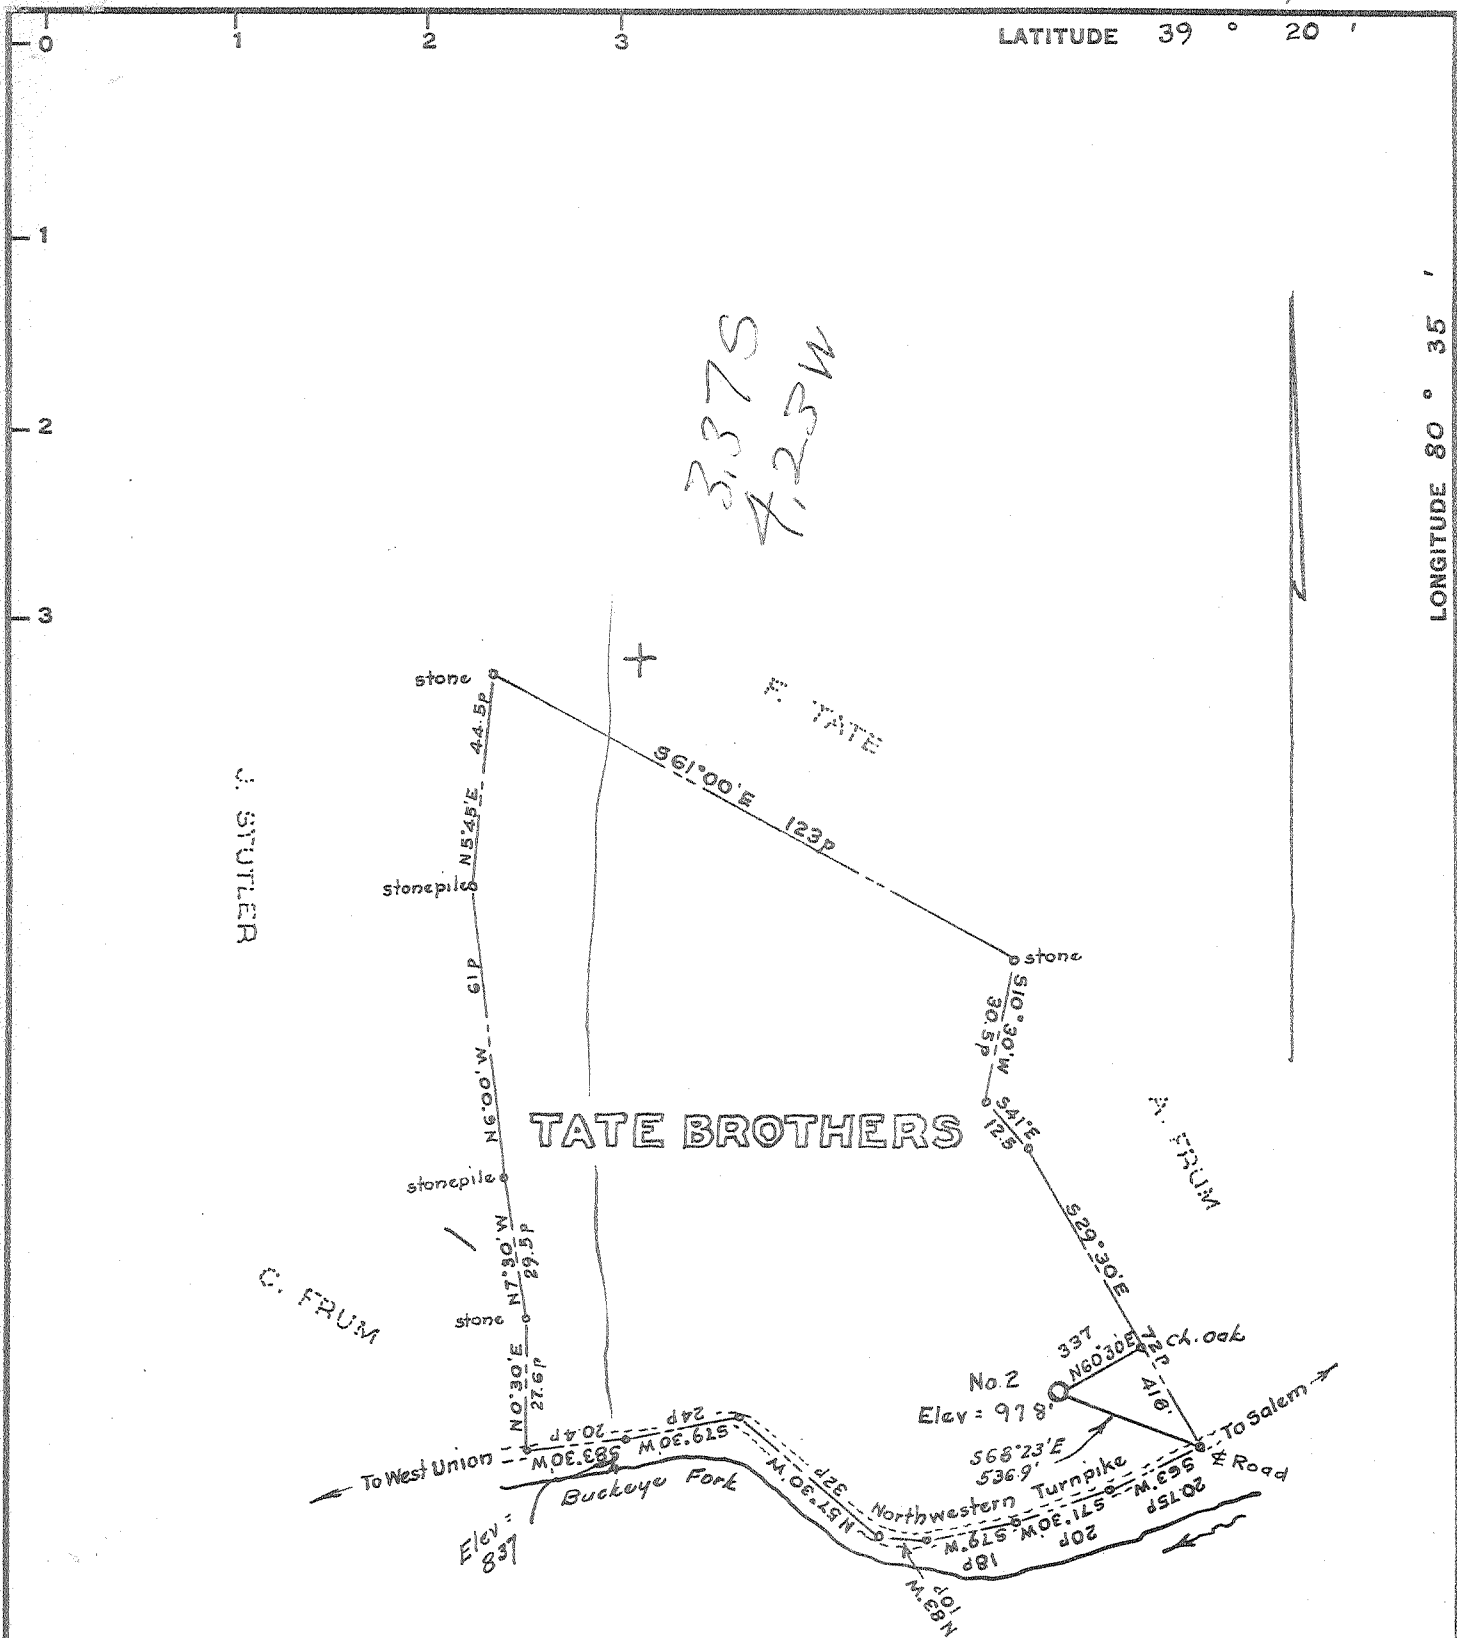 0
1
2
3
LATITUDE 39 ° 20 '
1
2
3
LONGITUDE 80 ° 35 '
3.37 S
4.23 W
stone
44.5P
N5°45'E
F. TATE
S61°00'E
123P
J. STUTLER
stonepile
stone
61P
N6°00'W
S10°30'W
30.5P
S41°E
12.5
TATE BROTHERS
A. FRUM
stonepile
N7°30'W
29.5P
S29°30'E
C. FRUM
stone
N0°30'E
27.6P
337'
N60°30'E
Ch. oak
72P
418'
No. 2
Elev = 978'
S68°23'E
536.9'
To Salem
₵ Road
To West Union
20.4P
S83°30'W
24P
S79°30'W
32P
N57°30'W
Buckeye Fork
Northwestern Turnpike
S63°W
20.75P
S71°30'W
20P
S79°W
18P
N83°W
10P
Elev =
837